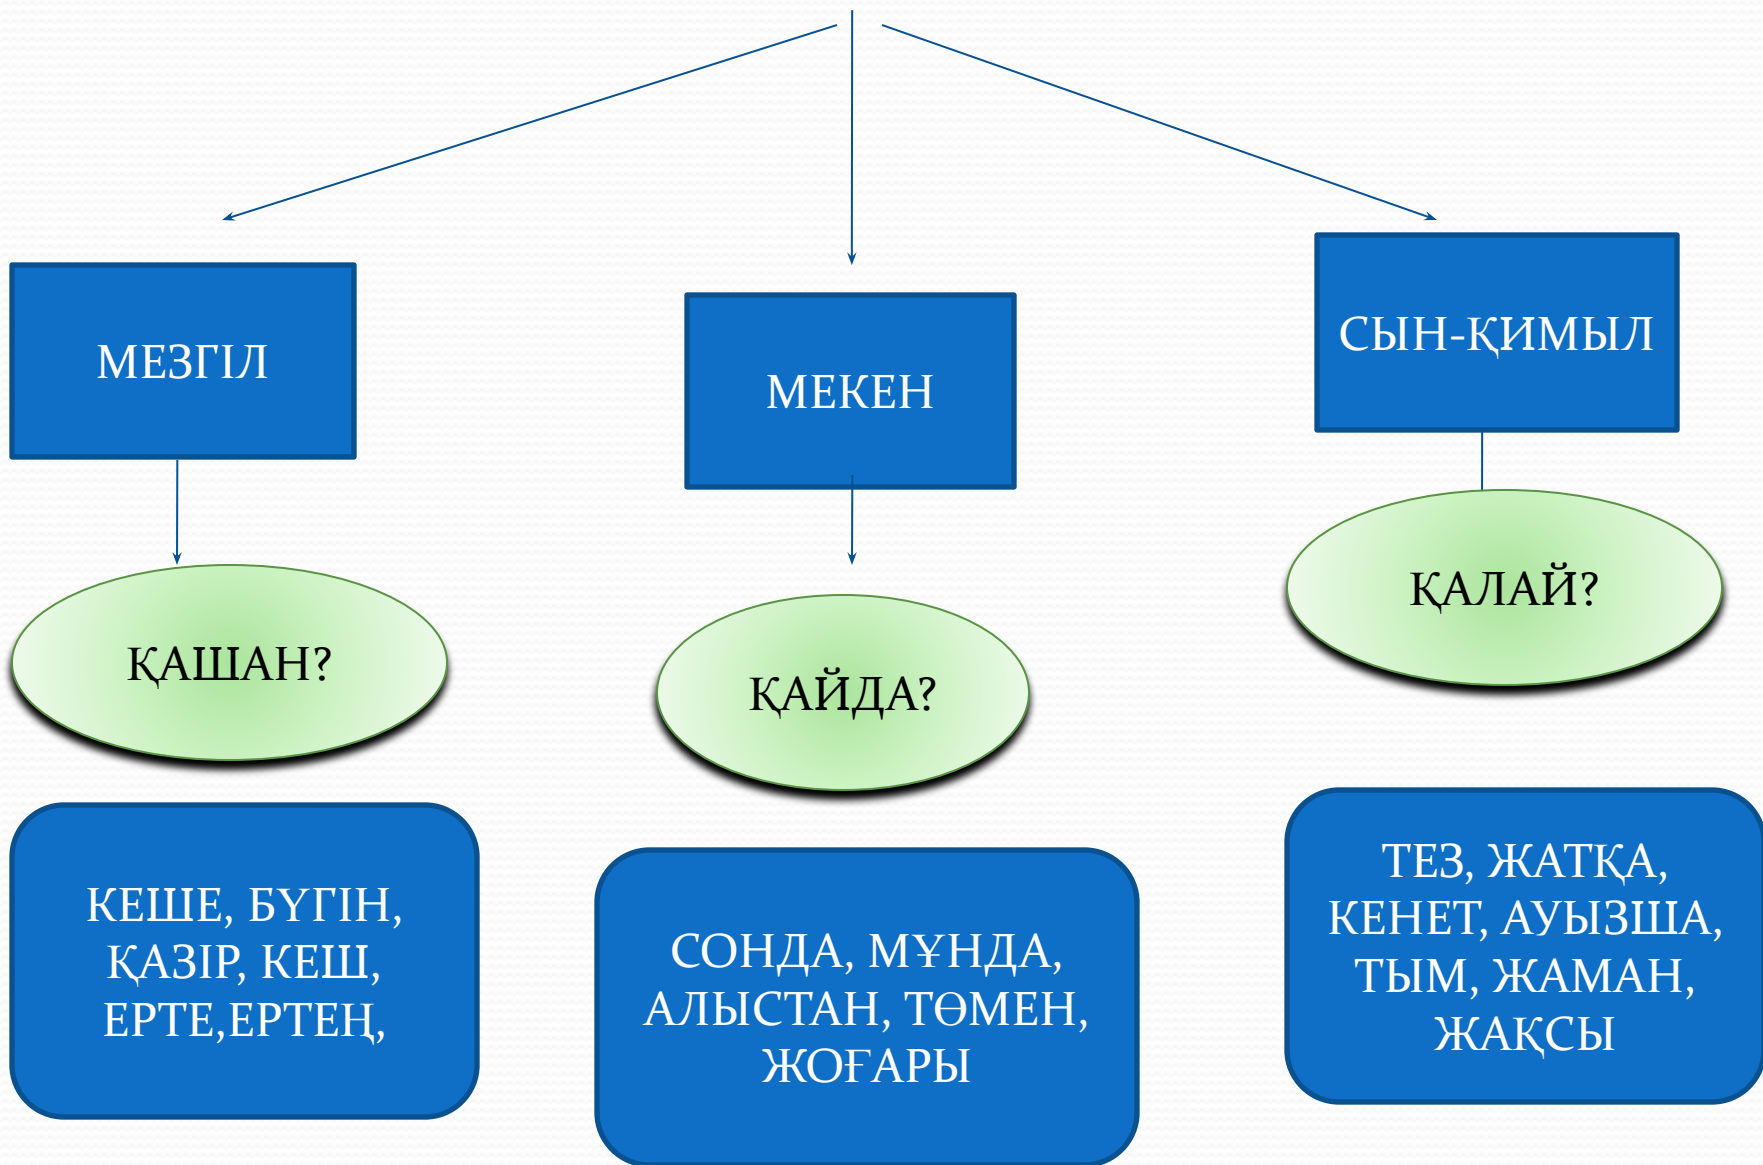 МЕЗГІЛ
МЕКЕН
СЫН-ҚИМЫЛ
ҚАШАН?
ҚАЙДА?
ҚАЛАЙ?
КЕШЕ, БҮГІН,
ҚАЗІР, КЕШ,
ЕРТЕ,ЕРТЕҢ,
СОНДА, МҰНДА,
АЛЫСТАН, ТӨМЕН,
ЖОҒАРЫ
ТЕЗ, ЖАТҚА,
КЕНЕТ, АУЫЗША,
ТЫМ, ЖАМАН,
ЖАҚСЫ